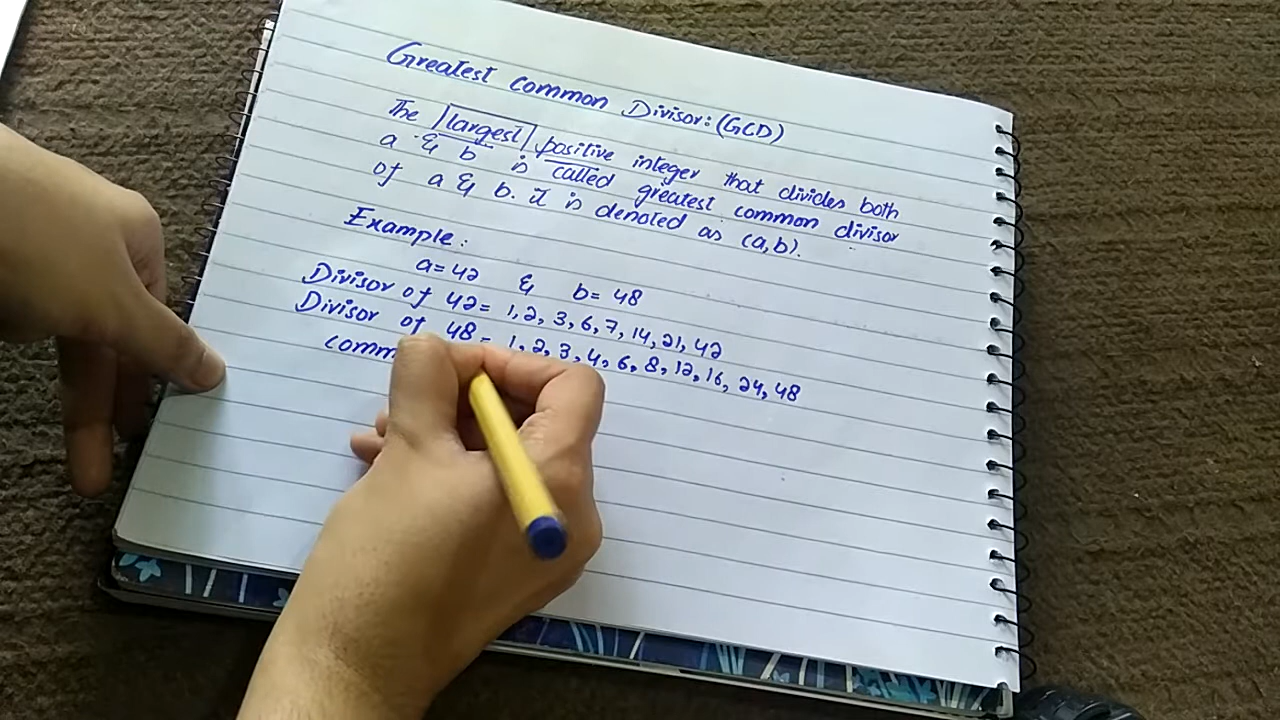 Greatest Common Divisor: (GCD)
The largest positive integer that divides both
a & b is called greatest common divisor
of a & b. It is denoted as (a,b).
Example:
a=42 & b= 48
Divisor of 42= 1,2, 3,6,7, 14, 21, 42
Divisor of 48= 1,2, 3, 4, 6, 8, 12, 16, 24, 48
comm